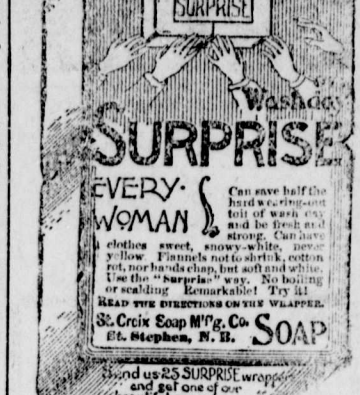 SURPRISE
Washday
SURPRISE
EVERY-
WOMAN
Can save half the
hard wearing-out
toil of wash day
and be fresh and
strong. Can have
clothes sweet, snowy-white, never
yellow. Flannels not to shrink, cotton
rot, nor hands chap, but soft and white.
Use the "Surprise" way. No boiling
or scalding Remarkable! Try it!
READ THE DIRECTIONS ON THE WRAPPER.
St. Croix Soap M'f'g. Co.
St. Stephen, N. B.
SOAP
Send us 25 SURPRISE wrappers
and get one of our